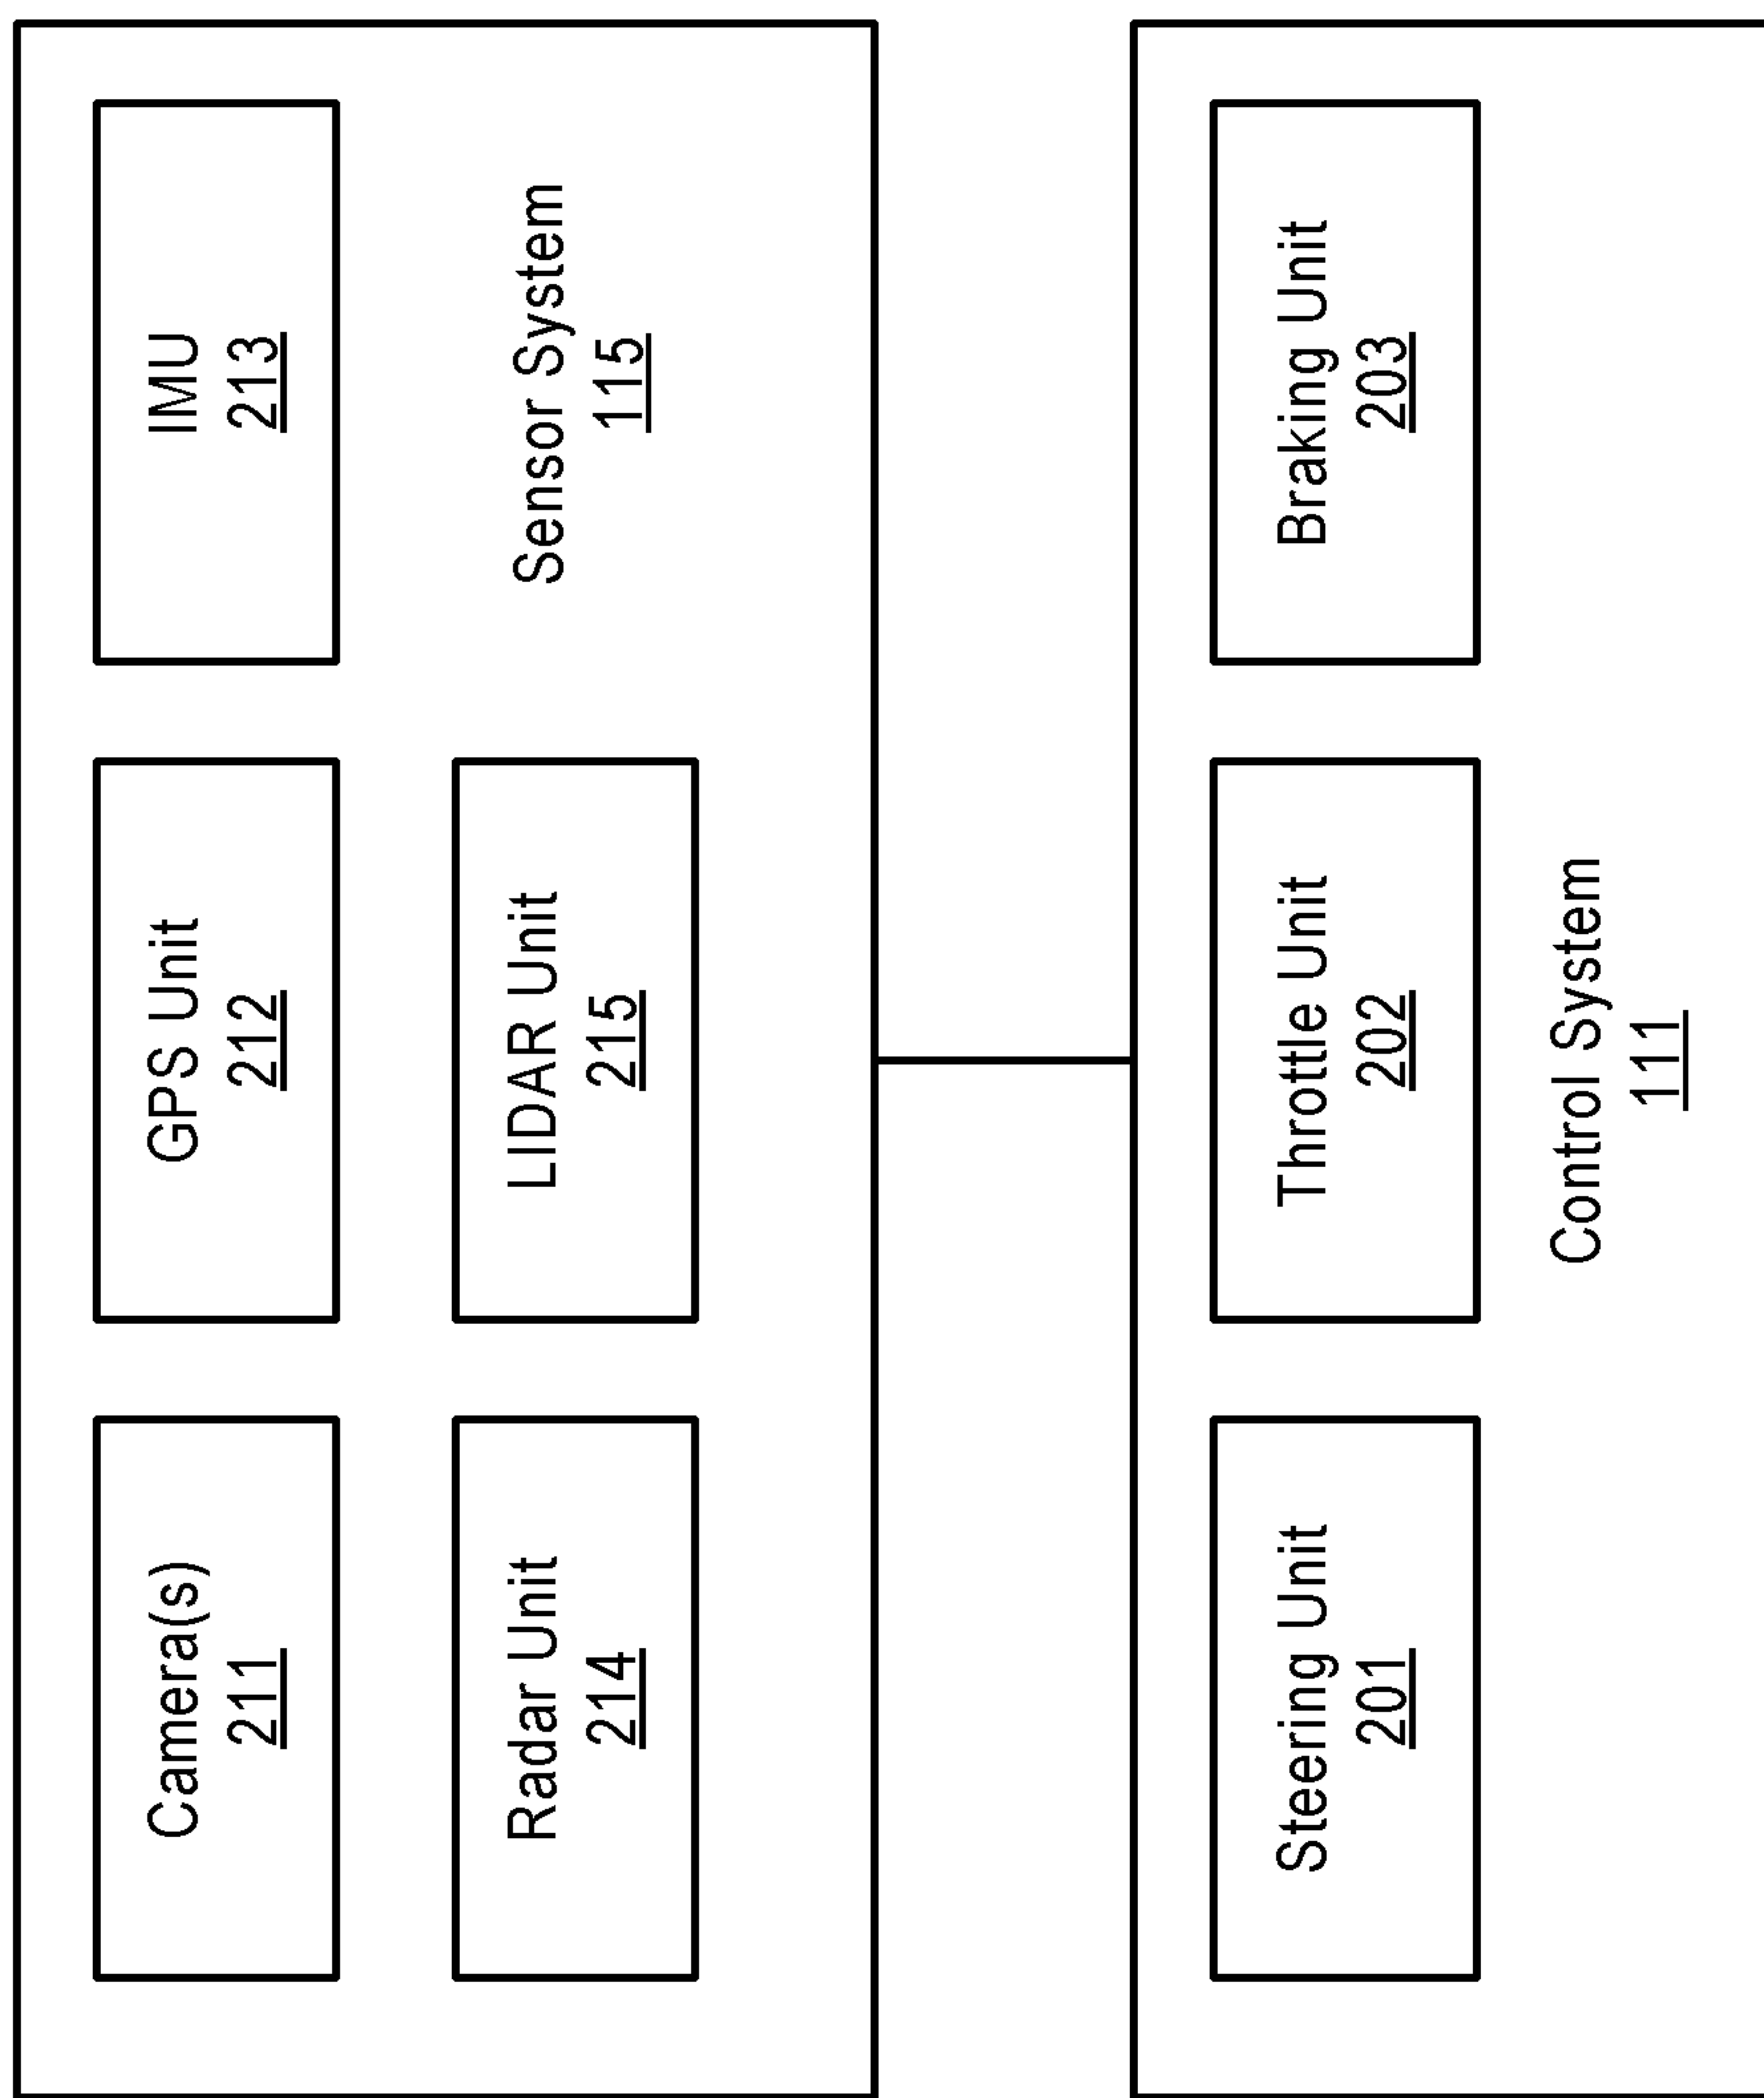 Camera(s)
211
GPS Unit
212
IMU
213
Radar Unit
214
LIDAR Unit
215
Sensor System
115
Steering Unit
201
Throttle Unit
202
Braking Unit
203
Control System
111